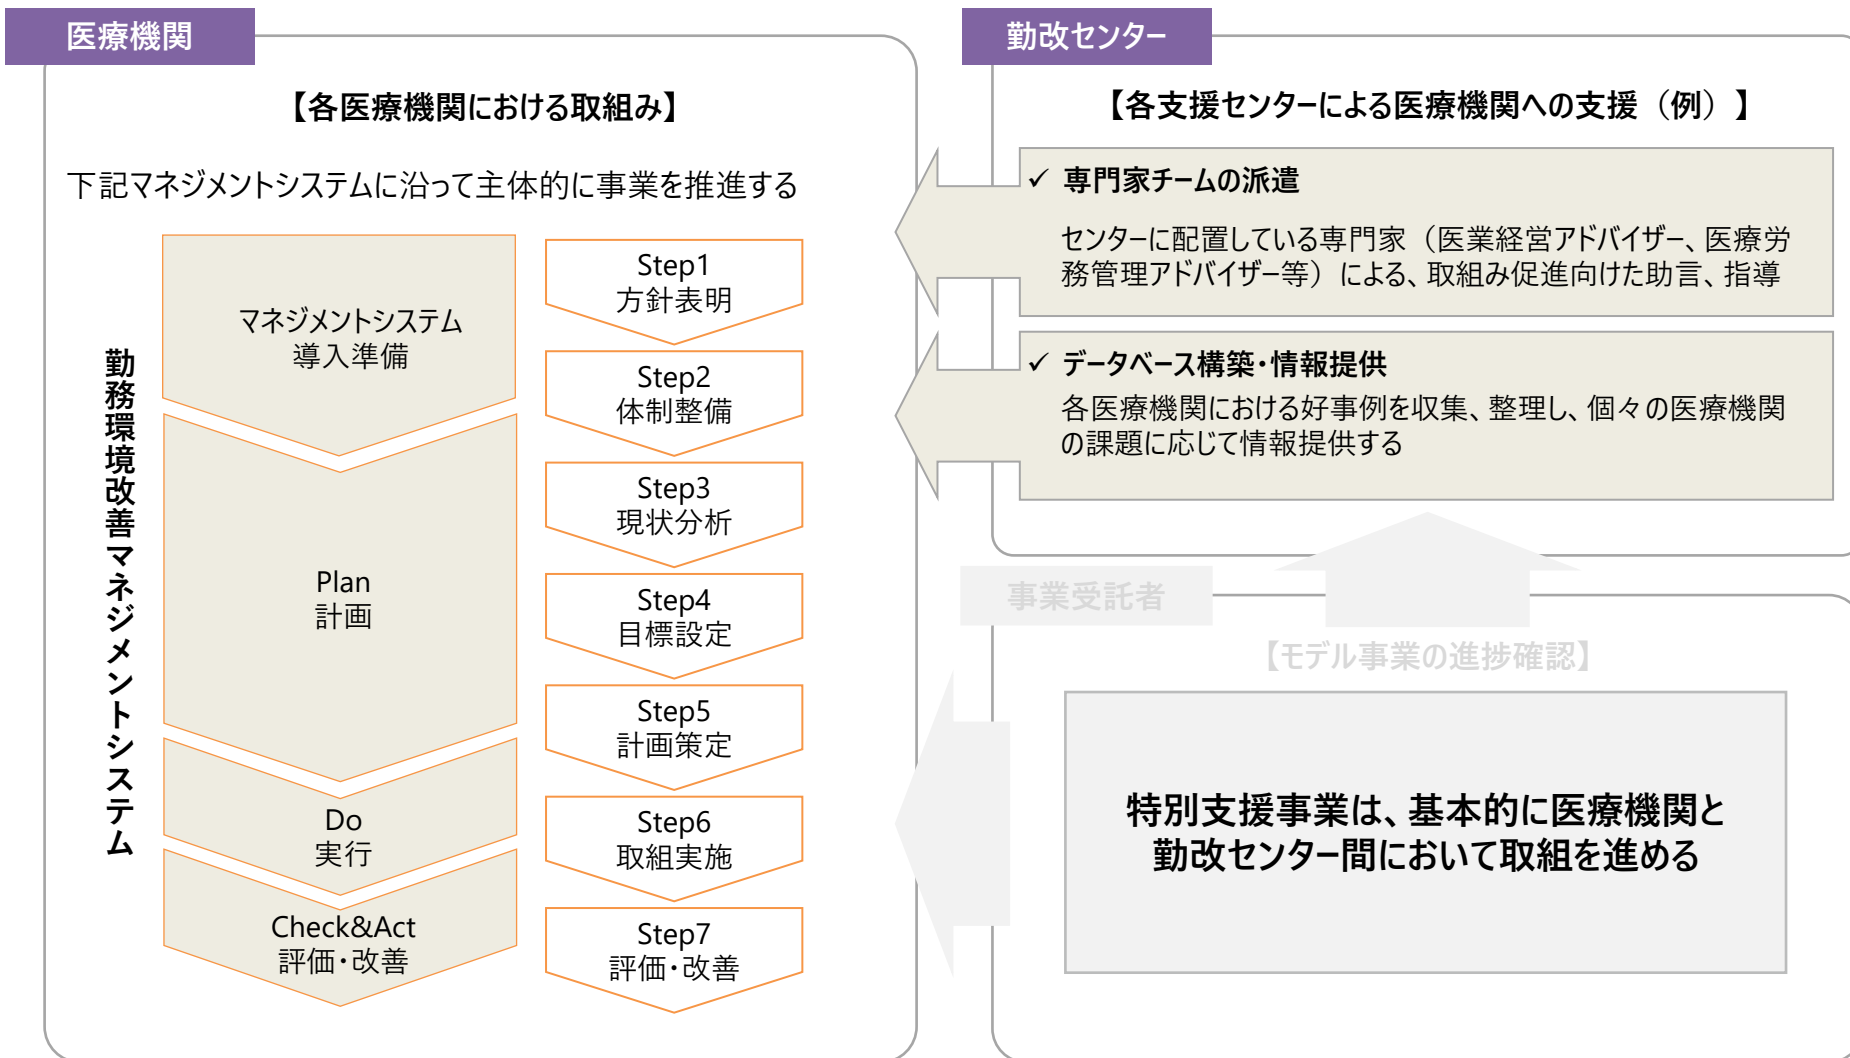 医療機関
【各医療機関における取組み】
下記マネジメントシステムに沿って主体的に事業を推進する
勤務環境改善マネジメントシステム
マネジメントシステム
導入準備
Plan
計画
Do
実行
Check&Act
評価・改善
Step1
方針表明
Step2
体制整備
Step3
現状分析
Step4
目標設定
Step5
計画策定
Step6
取組実施
Step7
評価・改善
勤改センター
【各支援センターによる医療機関への支援（例）】
✓ 専門家チームの派遣
センターに配置している専門家（医業経営アドバイザー、医療労
務管理アドバイザー等）による、取組み促進向けた助言、指導
✓ データベース構築・情報提供
各医療機関における好事例を収集、整理し、個々の医療機関
の課題に応じて情報提供する
事業受託者
【モデル事業の進捗確認】
特別支援事業は、基本的に医療機関と
勤改センター間において取組を進める